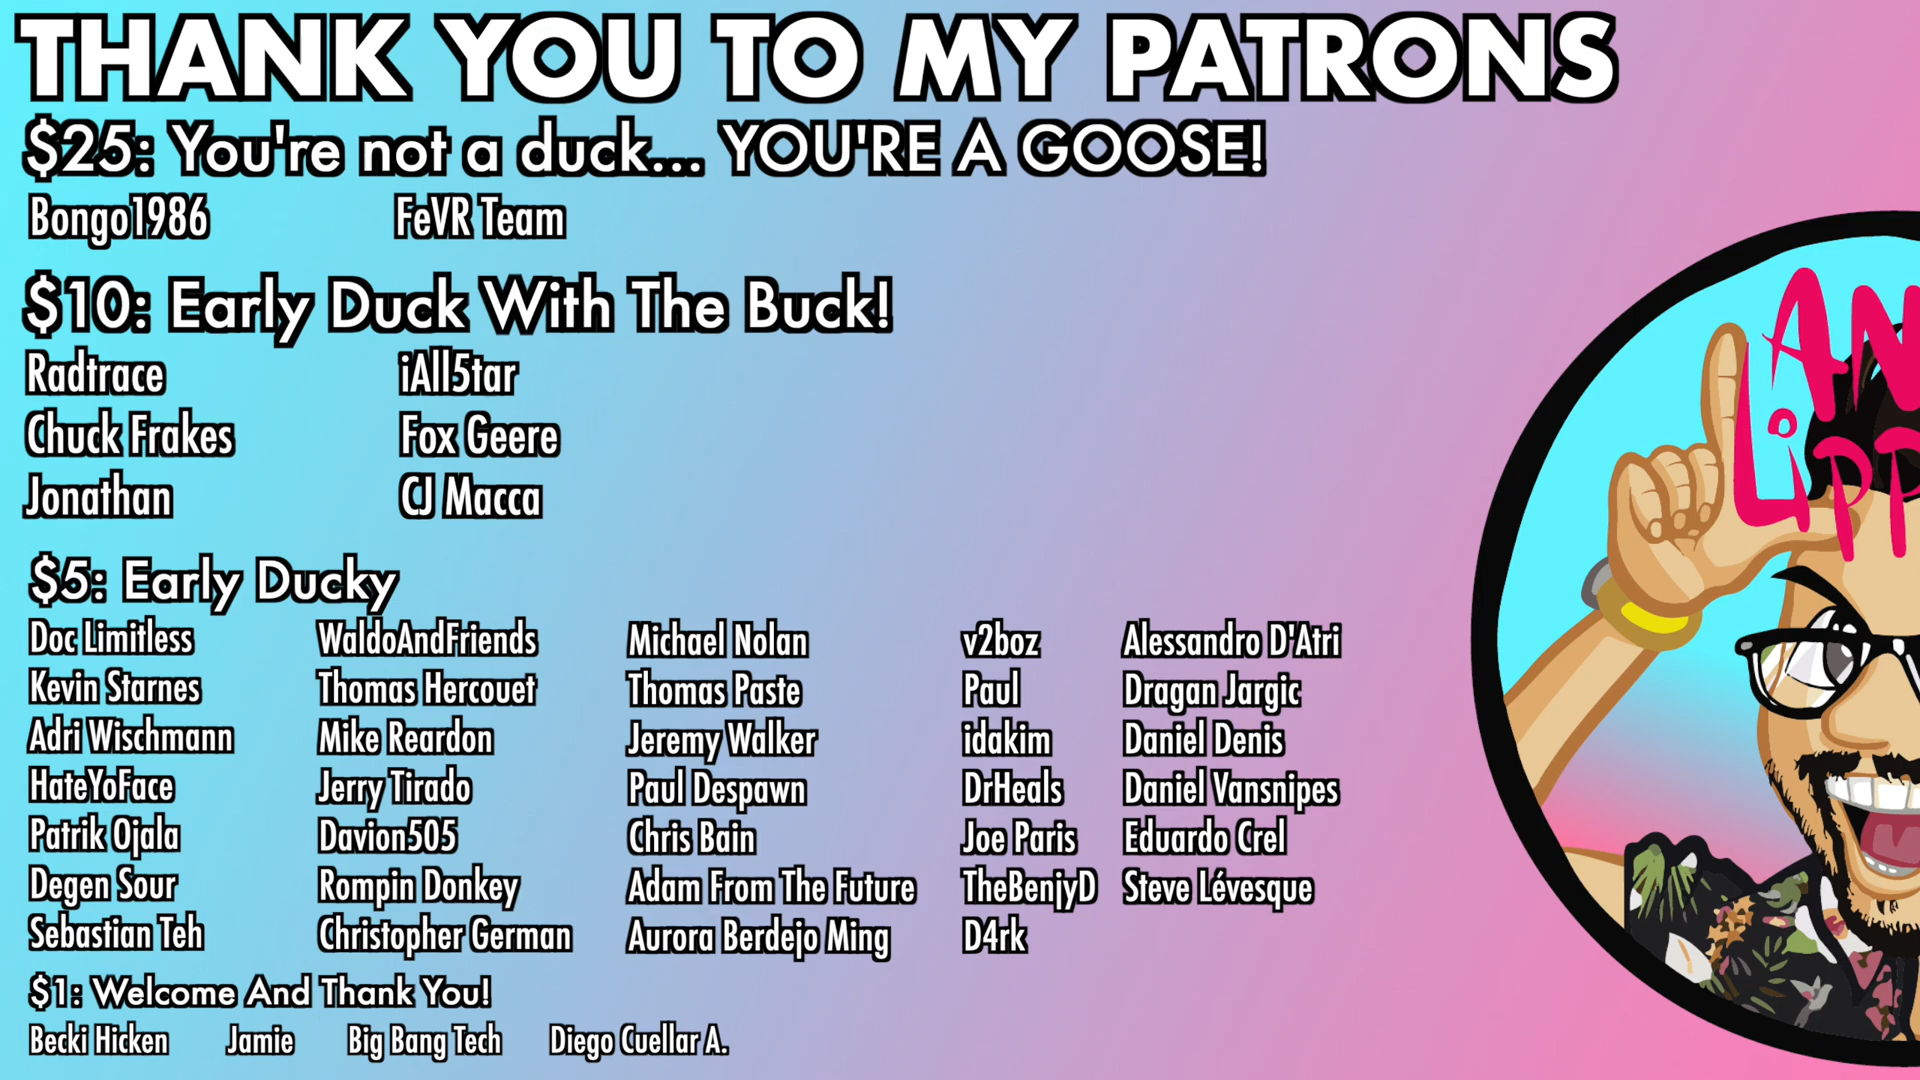 THANK YOU TO MY PATRONS
$25: You're not a duck... YOU'RE A GOOSE!
Bongo1986 FeVR Team
$10: Early Duck With The Buck!
Radtrace iAll5tar
Chuck Frakes Fox Geere
Jonathan CJ Macca
$5: Early Ducky
Doc Limitless WaldoAndFriends Michael Nolan v2boz Alessandro D'Atri
Kevin Starnes Thomas Hercouet Thomas Paste Paul Dragan Jargic
Adri Wischmann Mike Reardon Jeremy Walker idakim Daniel Denis
HateYoFace Jerry Tirado Paul Despawn DrHeals Daniel Vansnipes
Patrik Ojala Davion505 Chris Bain Joe Paris Eduardo Crel
Degen Sour Rompin Donkey Adam From The Future TheBenjyD Steve Lévesque
Sebastian Teh Christopher German Aurora Berdejo Ming D4rk
$1: Welcome And Thank You!
Becki Hicken Jamie Big Bang Tech Diego Cuellar A.